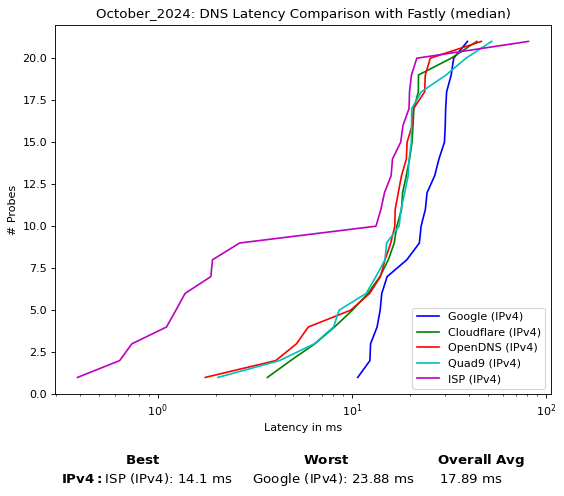 October_2024: DNS Latency Comparison with Fastly (median)
# Probes
20.0
17.5
15.0
12.5
10.0
7.5
5.0
2.5
0.0
Google (IPv4)
Cloudflare (IPv4)
OpenDNS (IPv4)
Quad9 (IPv4)
ISP (IPv4)
10⁰ 10¹ 10²
Latency in ms
Best Worst Overall Avg
IPv4: ISP (IPv4): 14.1 ms Google (IPv4): 23.88 ms 17.89 ms